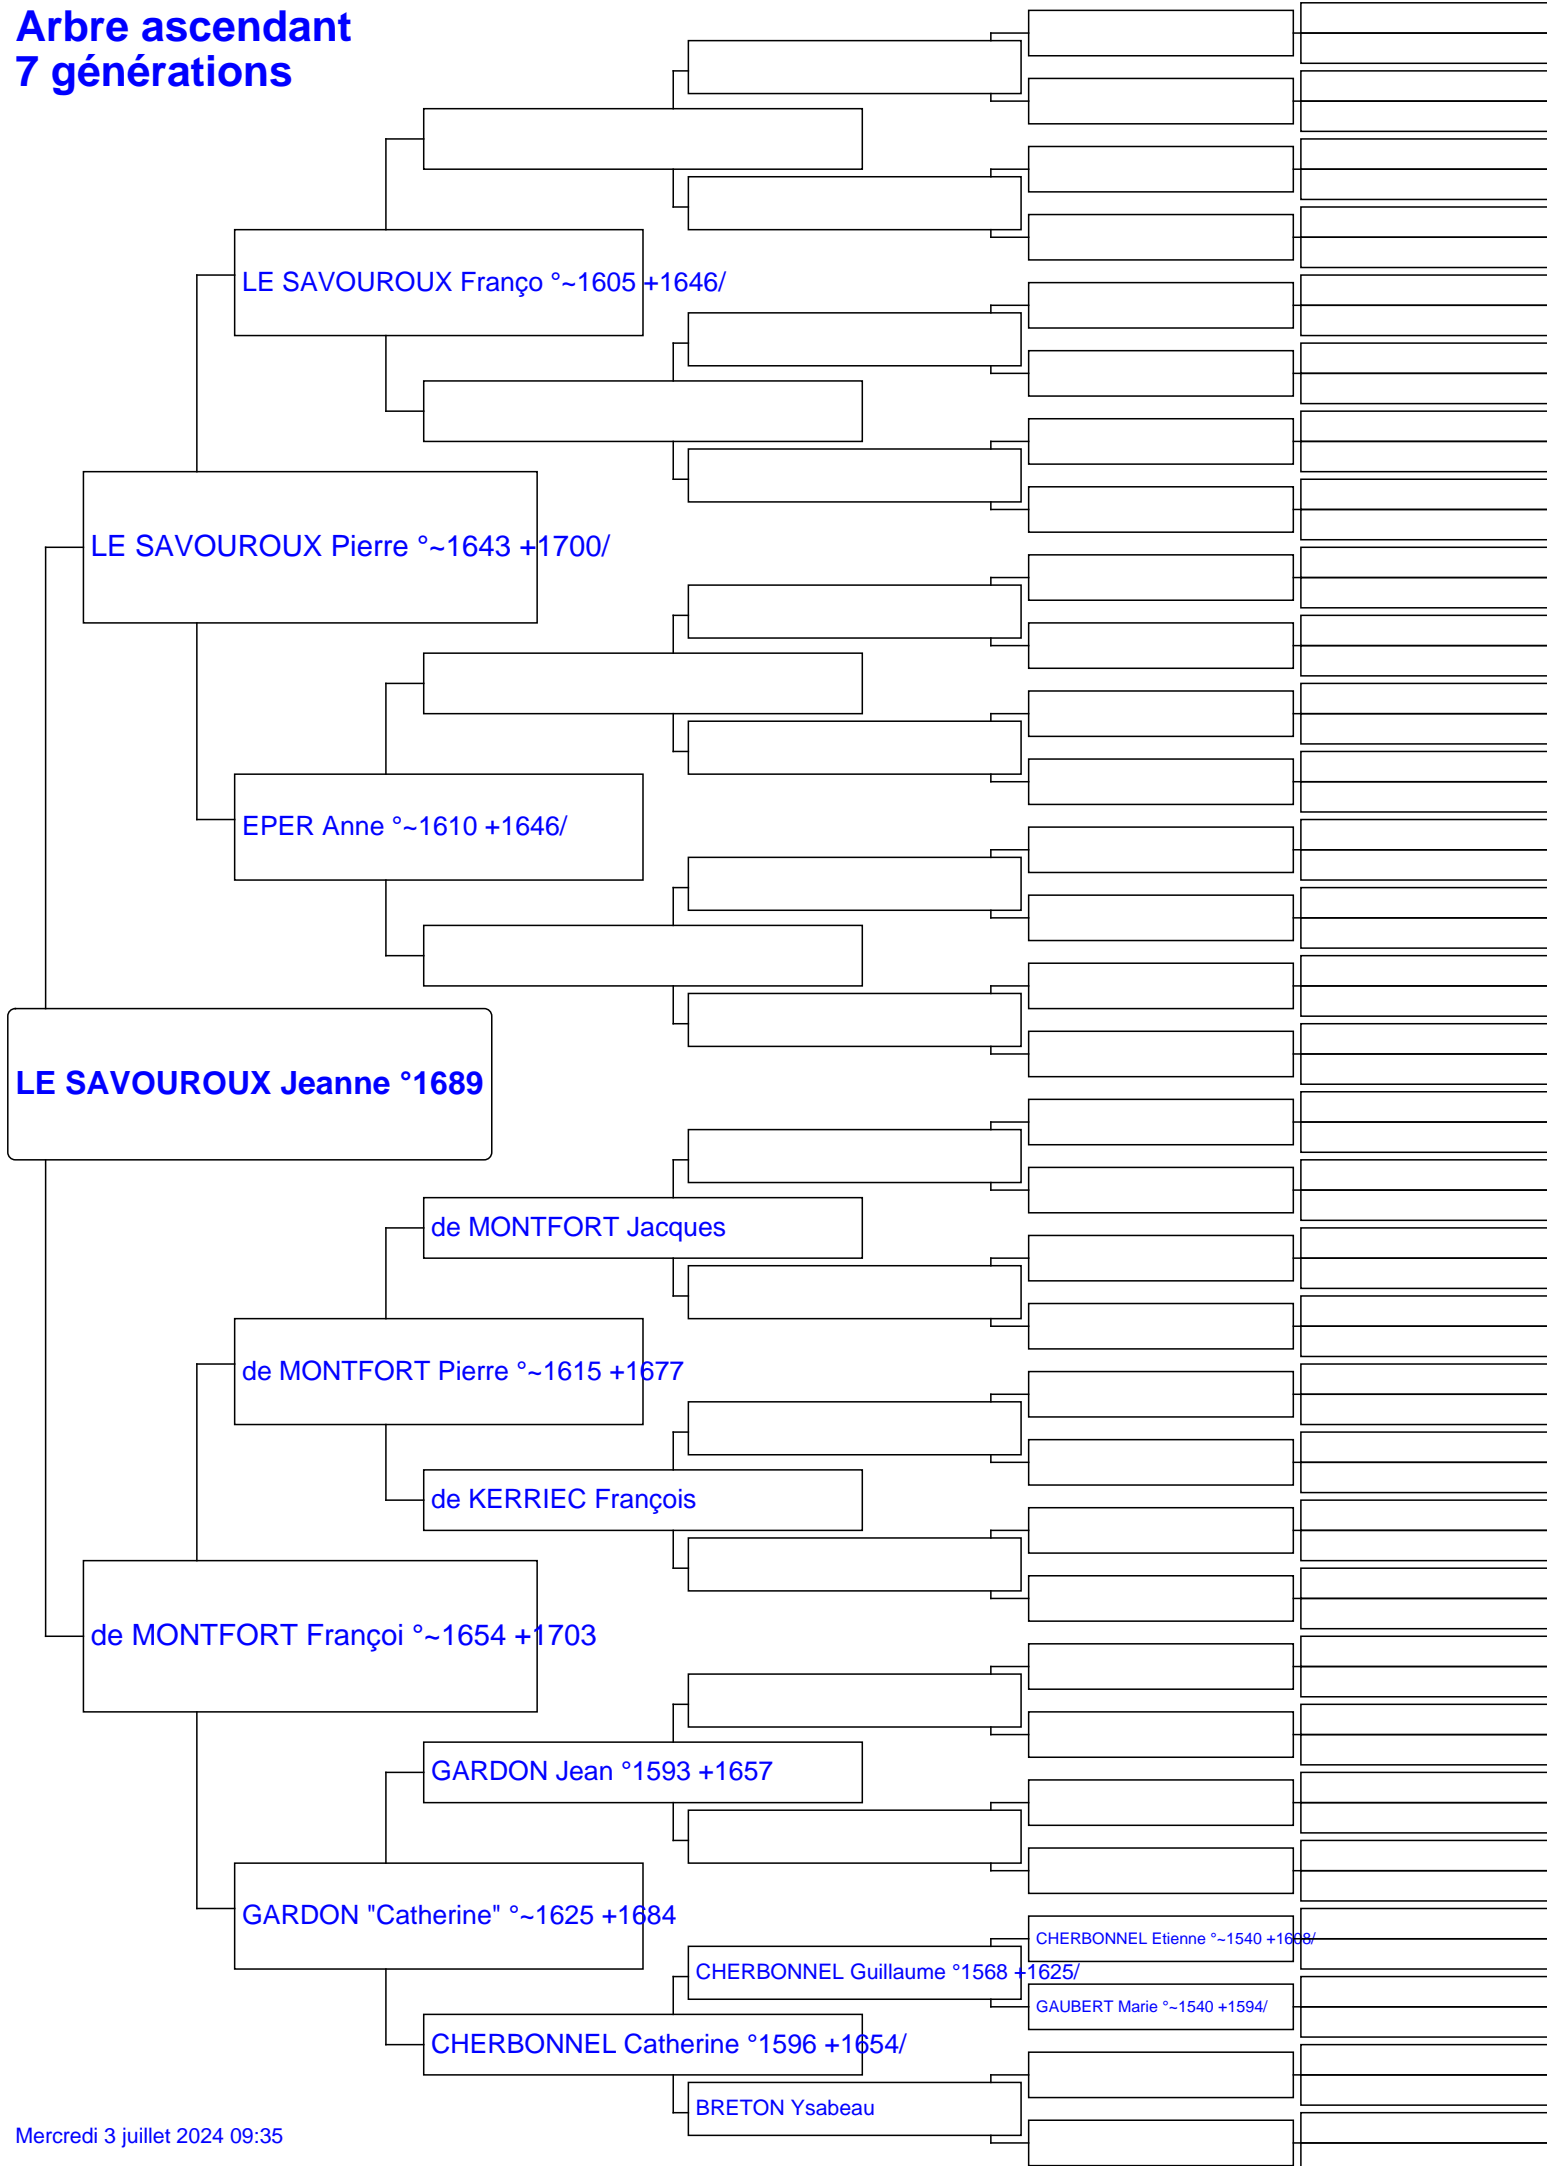 Arbre ascendant
7 générations
LE SAVOUROUX Franço °~1605 +1646/
LE SAVOUROUX Pierre °~1643 +1700/
EPER Anne °~1610 +1646/
LE SAVOUROUX Jeanne °1689
de MONTFORT Jacques
de MONTFORT Pierre °~1615 +1677
de KERRIEC François
de MONTFORT Françoi °~1654 +1703
GARDON Jean °1593 +1657
GARDON "Catherine" °~1625 +1684
CHERBONNEL Etienne °~1540 +1608/
CHERBONNEL Guillaume °1568 +1625/
GAUBERT Marie °~1540 +1594/
CHERBONNEL Catherine °1596 +1654/
BRETON Ysabeau
Mercredi 3 juillet 2024 09:35